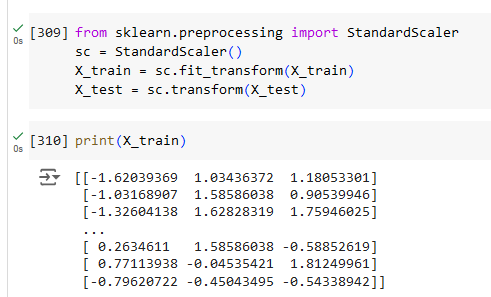 [309] from sklearn.preprocessing import StandardScaler
sc = StandardScaler()
X_train = sc.fit_transform(X_train)
X_test = sc.transform(X_test)
0s
[310] print(X_train)
0s
[[-1.62039369  1.03436372  1.18053301]
[-1.03168907  1.58586038  0.90539946]
[-1.32604138  1.62828319  1.75946025]
...
[ 0.2634611   1.58586038 -0.58852619]
[ 0.77113938 -0.04535421  1.81249961]
[-0.79620722 -0.45043495 -0.54338942]]